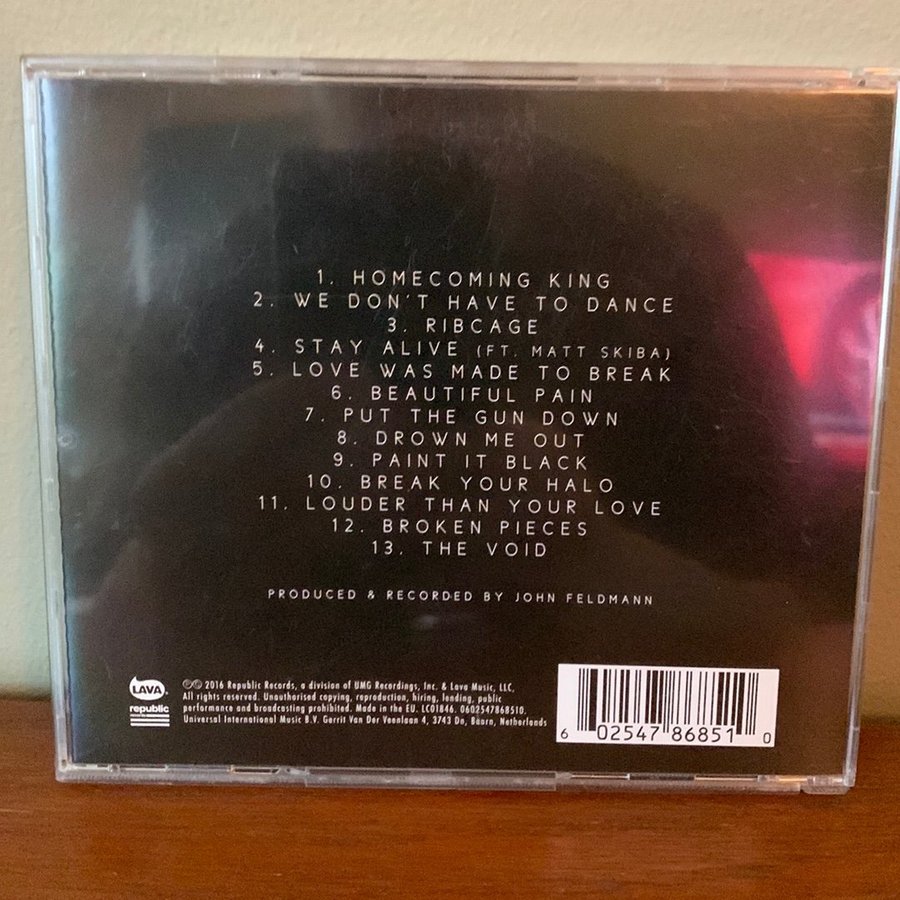 1. HOMECOMING KING
2. WE DON'T HAVE TO DANCE
3. RIBCAGE
4. STAY ALIVE (FT. MATT SKIBA)
5. LOVE WAS MADE TO BREAK
6. BEAUTIFUL PAIN
7. PUT THE GUN DOWN
8. DROWN ME OUT
9. PAINT IT BLACK
10. BREAK YOUR HALO
11. LOUDER THAN YOUR LOVE
12. BROKEN PIECES
13. THE VOID
PRODUCED & RECORDED BY JOHN FELDMANN
LAVA
republic
℗© 2016 Republic Records, a division of UMG Recordings, Inc. & Lava Music, LLC,
All rights reserved. Unauthorised copying, reproduction, hiring, lending, public
performance and broadcasting prohibited. Made in the EU. LC01846. 0602547868510.
Universal International Music B.V. Gerrit Van Der Veenlaan 4, 3743 Dn, Baarn, Netherlands
6 02547 86851 0